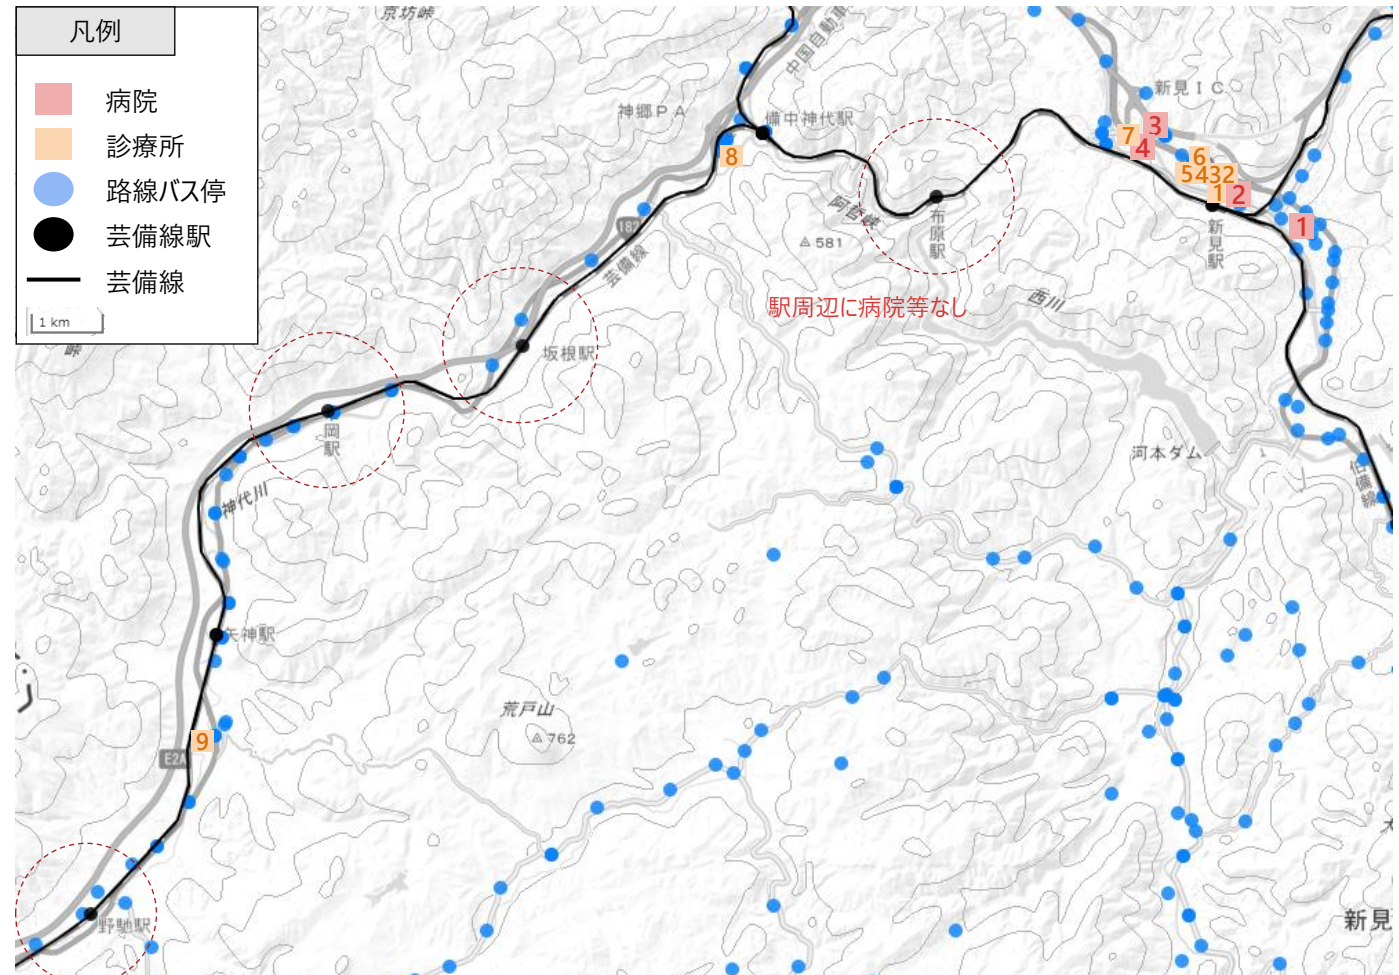 凡例
病院
診療所
路線バス停
芸備線駅
芸備線
1 km
峠
京坊峠
中国自動車
神郷ＰＡ
備中神代駅
8
182
芸備線
阿哲峡
布原駅
581
新見ＩＣ
7
3
4
6
5432
1
2
1
新見駅
駅周辺に病院等なし
西川
坂根駅
市岡駅
神代川
河本ダム
伯備線
矢神駅
荒戸山
762
9
E2A
野馳駅
新見